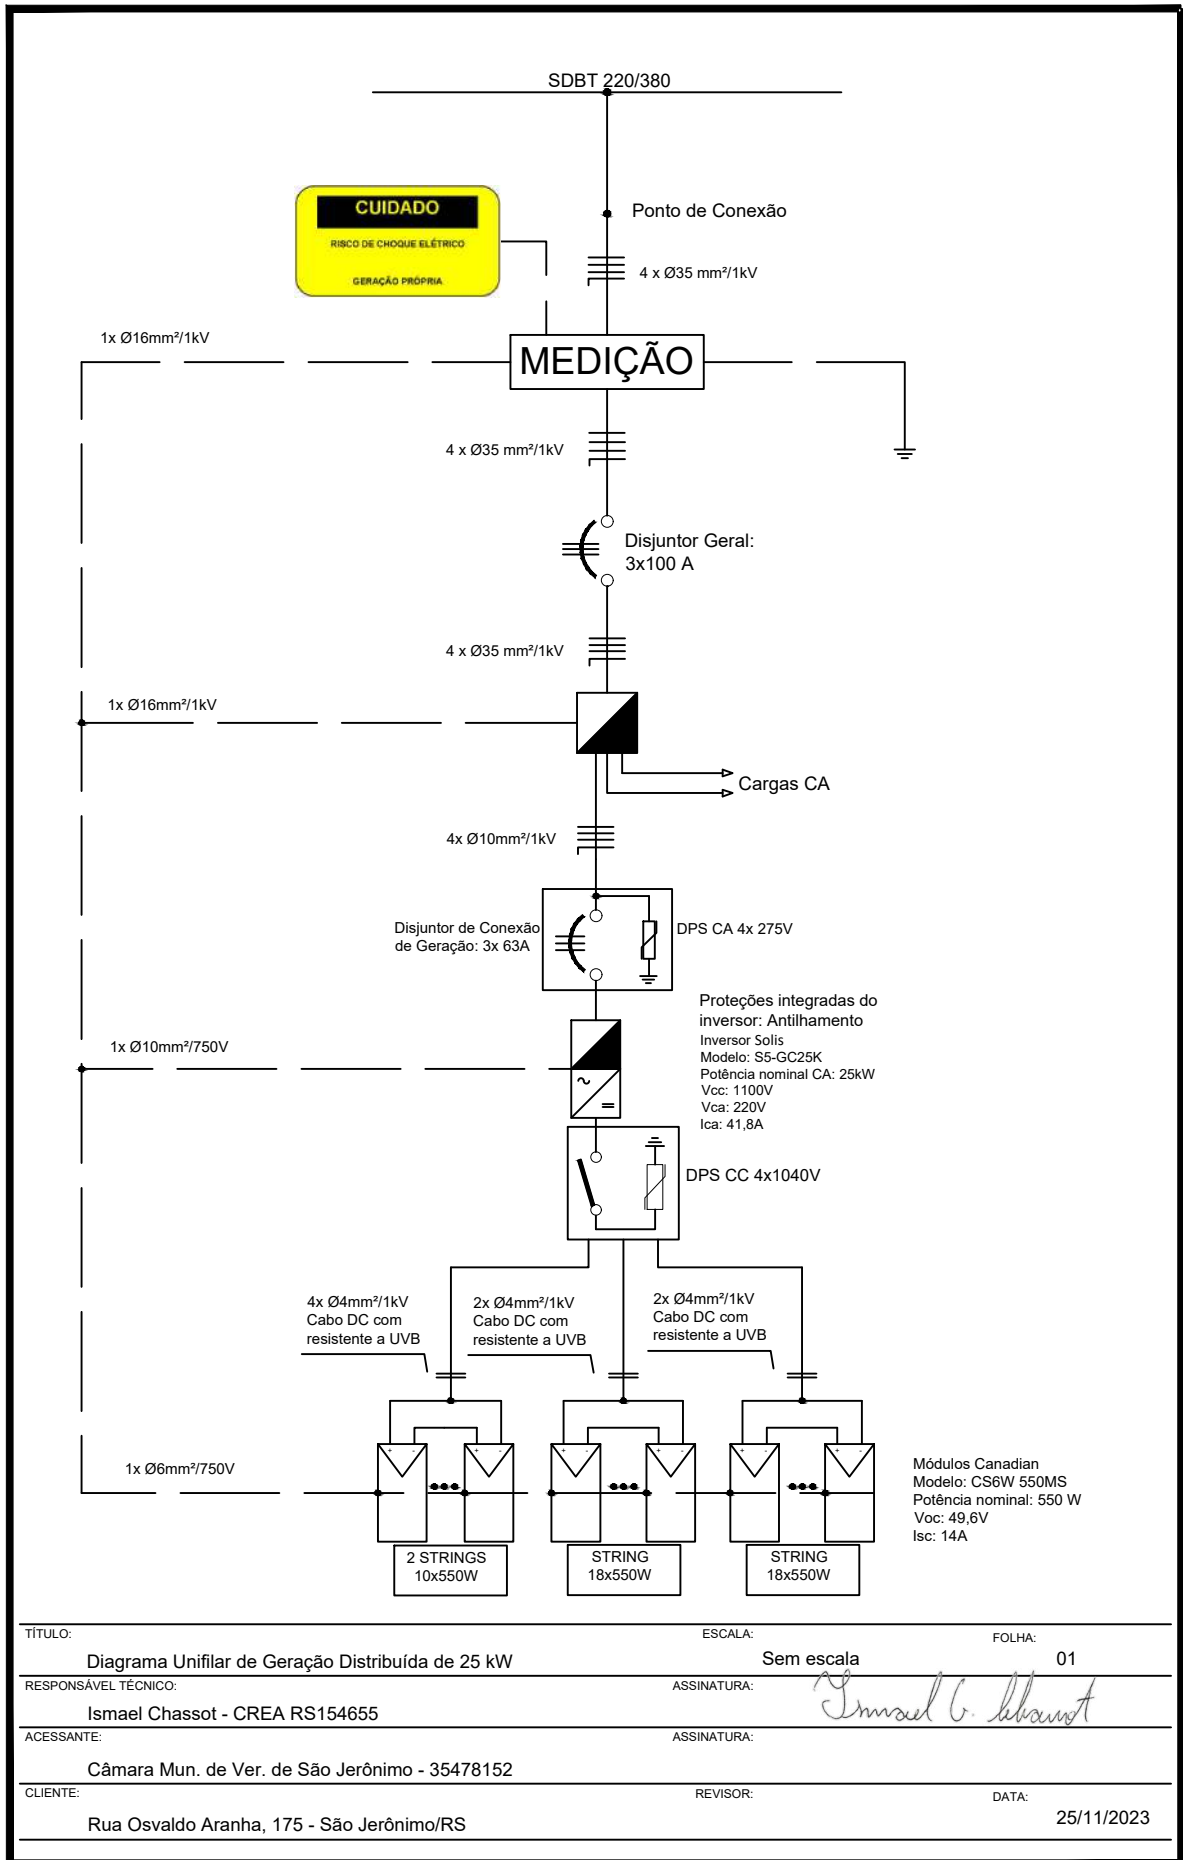 SDBT 220/380
CUIDADO
RISCO DE CHOQUE ELÉTRICO
GERAÇÃO PRÓPRIA
Ponto de Conexão
4 x Ø35 mm²/1kV
1x Ø16mm²/1kV
MEDIÇÃO
4 x Ø35 mm²/1kV
Disjuntor Geral:
3x100 A
4 x Ø35 mm²/1kV
1x Ø16mm²/1kV
Cargas CA
4x Ø10mm²/1kV
Disjuntor de Conexão
de Geração: 3x 63A
DPS CA 4x 275V
Proteções integradas do
inversor: Antilhamento
Inversor Solis
Modelo: S5-GC25K
Potência nominal CA: 25kW
Vcc: 1100V
Vca: 220V
Ica: 41,8A
1x Ø10mm²/750V
~
=
DPS CC 4x1040V
4x Ø4mm²/1kV
Cabo DC com
resistente a UVB
2x Ø4mm²/1kV
Cabo DC com
resistente a UVB
2x Ø4mm²/1kV
Cabo DC com
resistente a UVB
+ - + -
+ - + -
+ - + -
1x Ø6mm²/750V
Módulos Canadian
Modelo: CS6W 550MS
Potência nominal: 550 W
Voc: 49,6V
Isc: 14A
2 STRINGS
10x550W
STRING
18x550W
STRING
18x550W
TÍTULO:
Diagrama Unifilar de Geração Distribuída de 25 kW
ESCALA:
Sem escala
FOLHA:
01
RESPONSÁVEL TÉCNICO:
Ismael Chassot - CREA RS154655
ASSINATURA:
ACESSANTE:
Câmara Mun. de Ver. de São Jerônimo - 35478152
ASSINATURA:
CLIENTE:
Rua Osvaldo Aranha, 175 - São Jerônimo/RS
REVISOR:
DATA:
25/11/2023